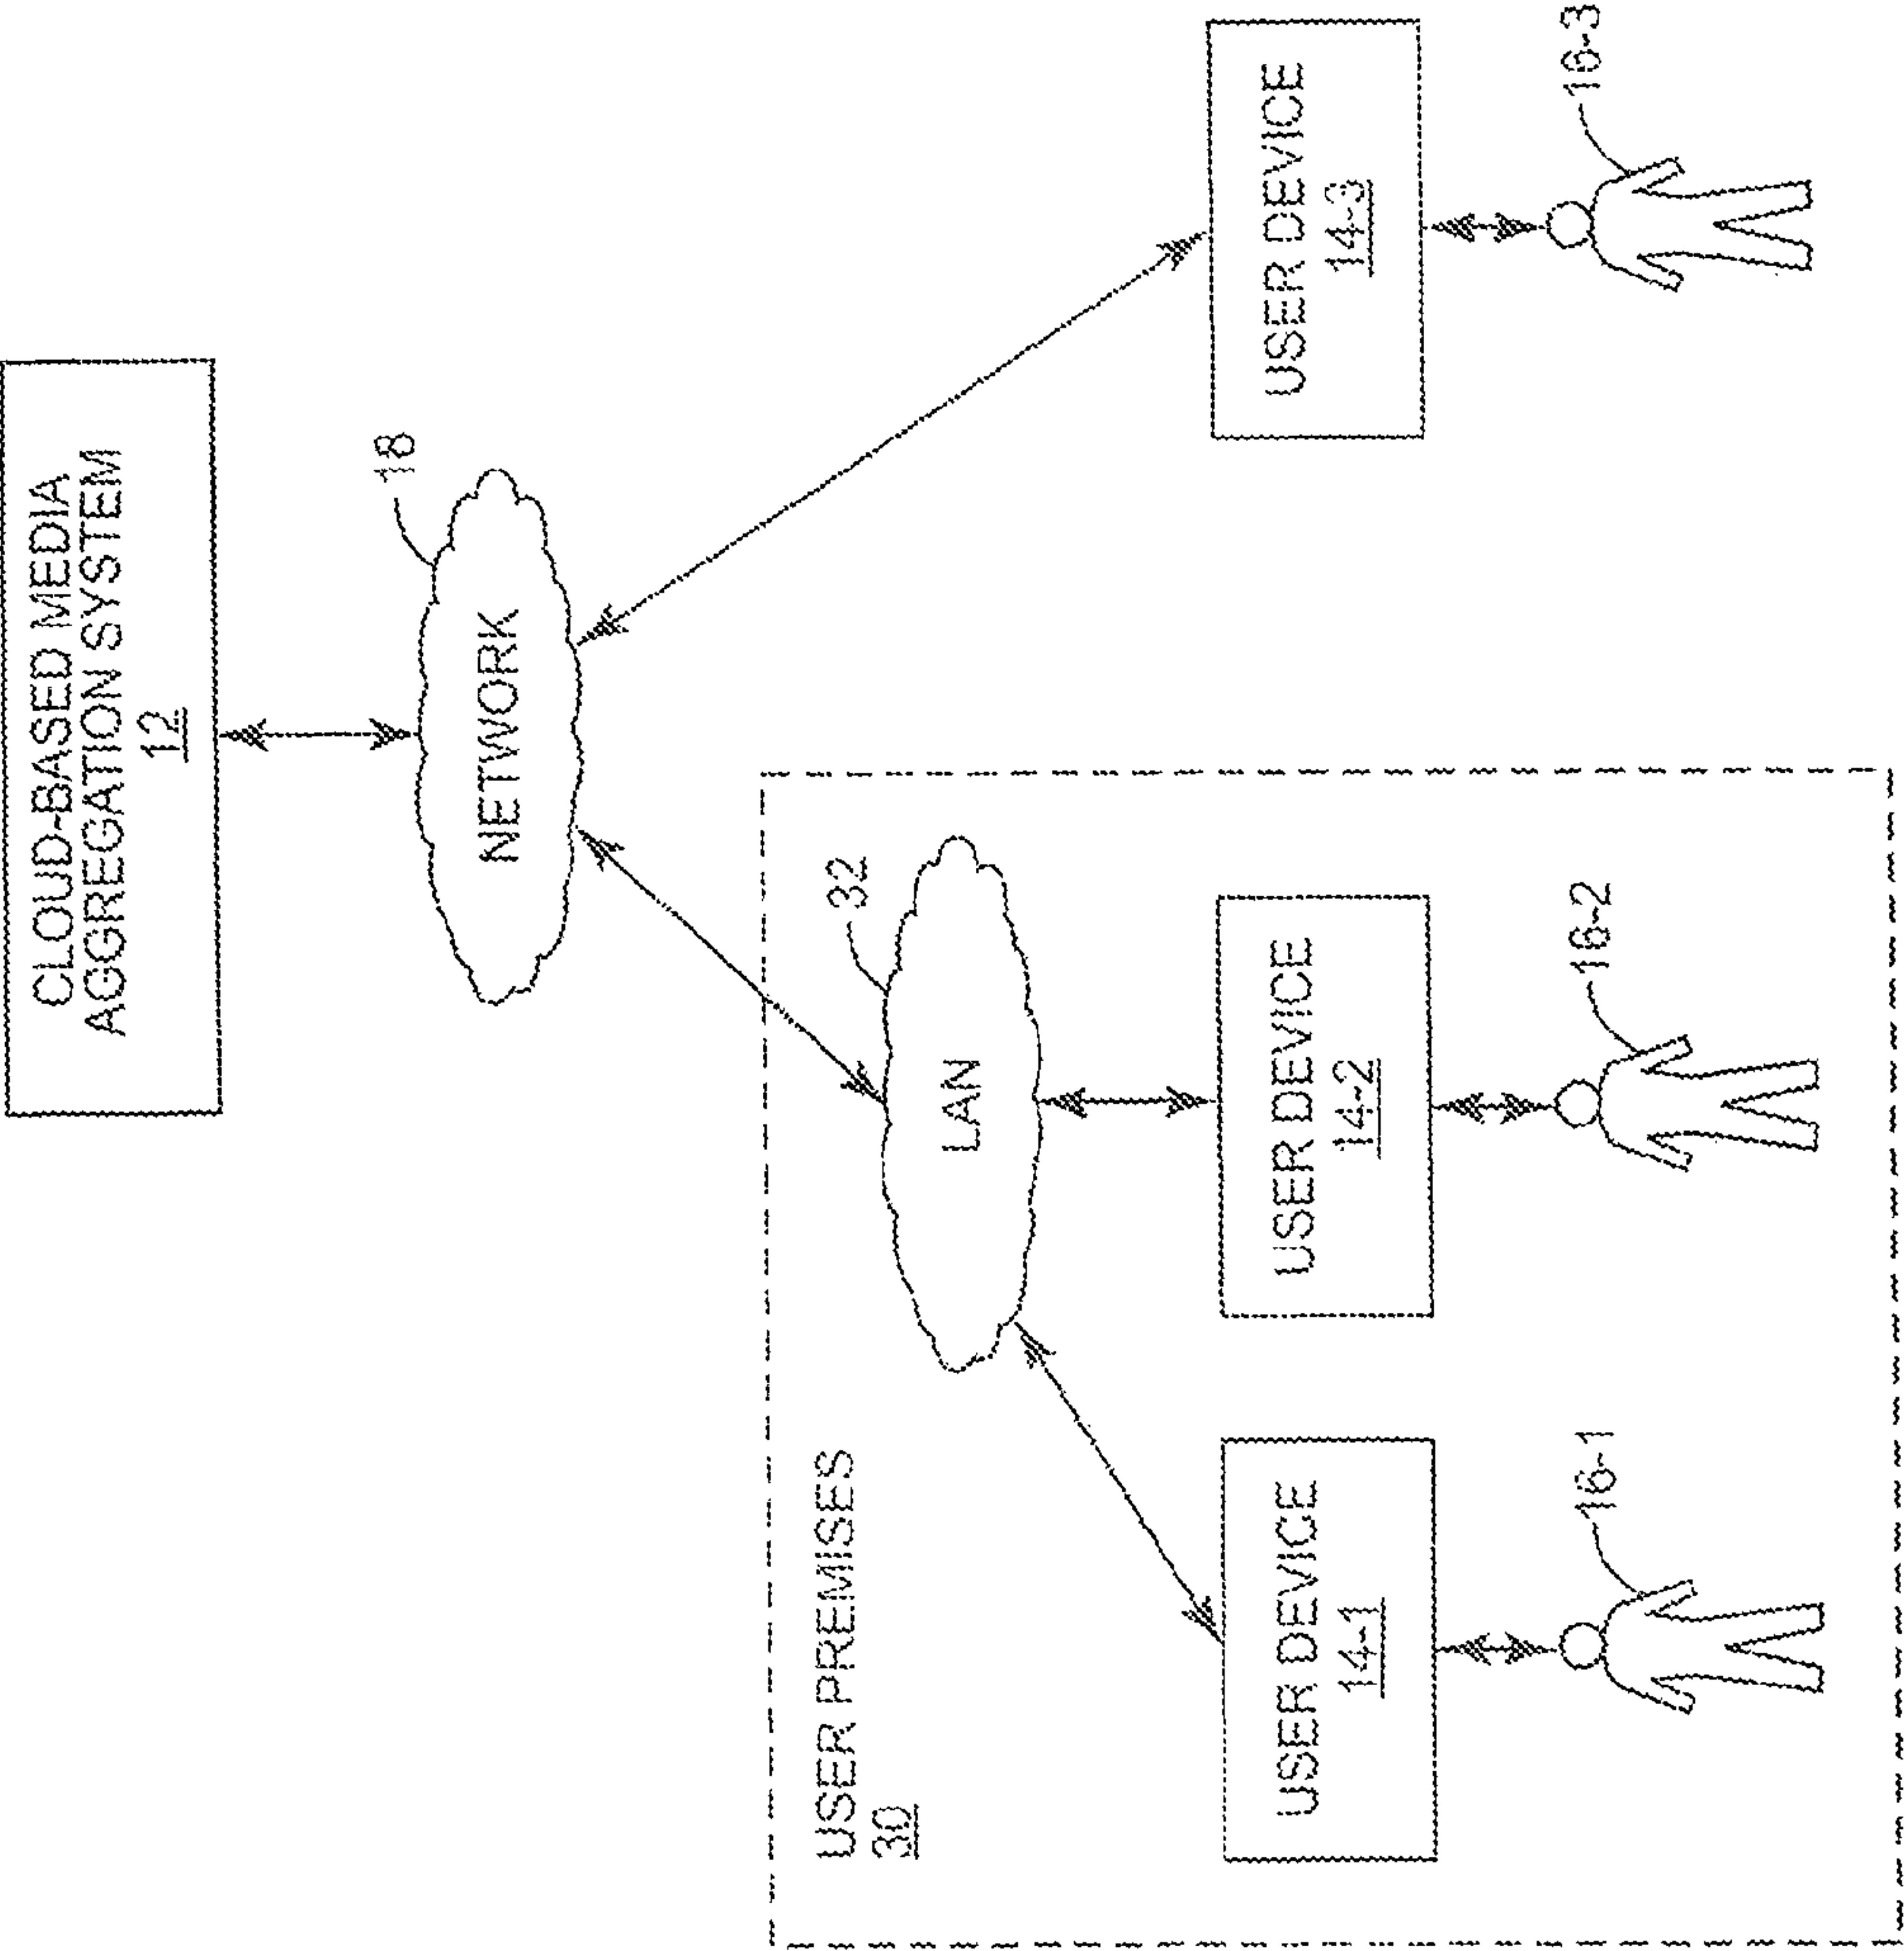 CLOUD-BASED MEDIA
AGGREGATION SYSTEM
12
18
NETWORK
USER PREMISES
30
32
LAN
USER DEVICE
14-1
USER DEVICE
14-2
USER DEVICE
14-3
16-1
16-2
16-3